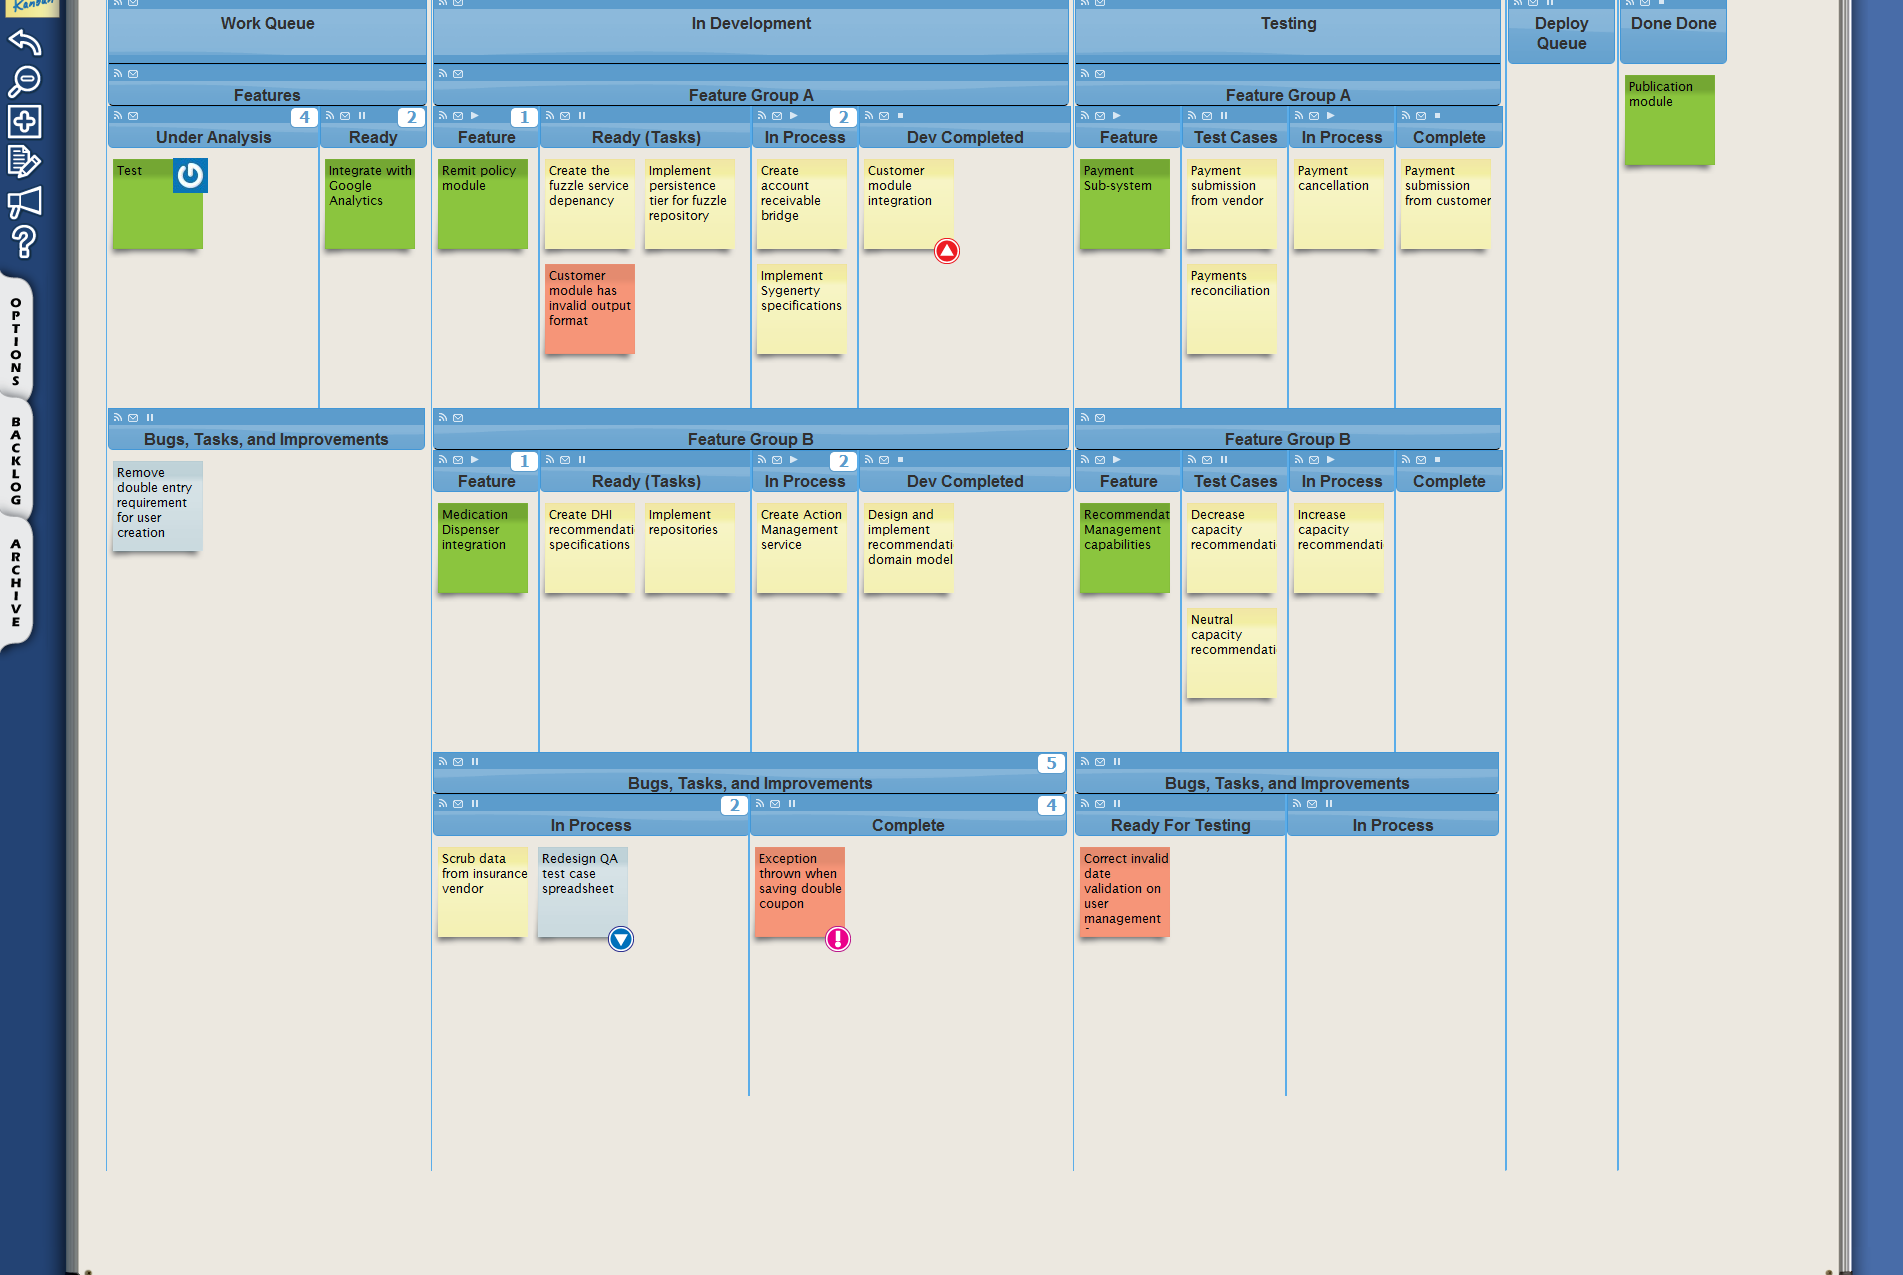 Kanban
Work Queue
In Development
Testing
Deploy
Queue
Done Done
Features
Feature Group A
Feature Group A
4
2
1
2
Under Analysis
Ready
Feature
Ready (Tasks)
In Process
Dev Completed
Feature
Test Cases
In Process
Complete
Publication
module
Test
Integrate with
Google
Analytics
Remit policy
module
Create the
fuzzle service
depenancy
Implement
persistence
tier for fuzzle
repository
Create
account
receivable
bridge
Customer
module
integration
Payment
Sub-system
Payment
submission
from vendor
Payment
cancellation
Payment
submission
from customer
Customer
module has
invalid output
format
Implement
Sygenerty
specifications
Payments
reconciliation
OPTIONS
BACKLOG
ARCHIVE
Bugs, Tasks, and Improvements
Feature Group B
Feature Group B
Remove
double entry
requirement
for user
creation
1
2
Feature
Ready (Tasks)
In Process
Dev Completed
Feature
Test Cases
In Process
Complete
Medication
Dispenser
integration
Create DHI
recommendati
specifications
Implement
repositories
Create Action
Management
service
Design and
implement
recommendati
domain model
Recommendat
Management
capabilities
Decrease
capacity
recommendati
Increase
capacity
recommendati
Neutral
capacity
recommendati
5
Bugs, Tasks, and Improvements
Bugs, Tasks, and Improvements
2
4
In Process
Complete
Ready For Testing
In Process
Scrub data
from insurance
vendor
Redesign QA
test case
spreadsheet
Exception
thrown when
saving double
coupon
Correct invalid
date
validation on
user
management